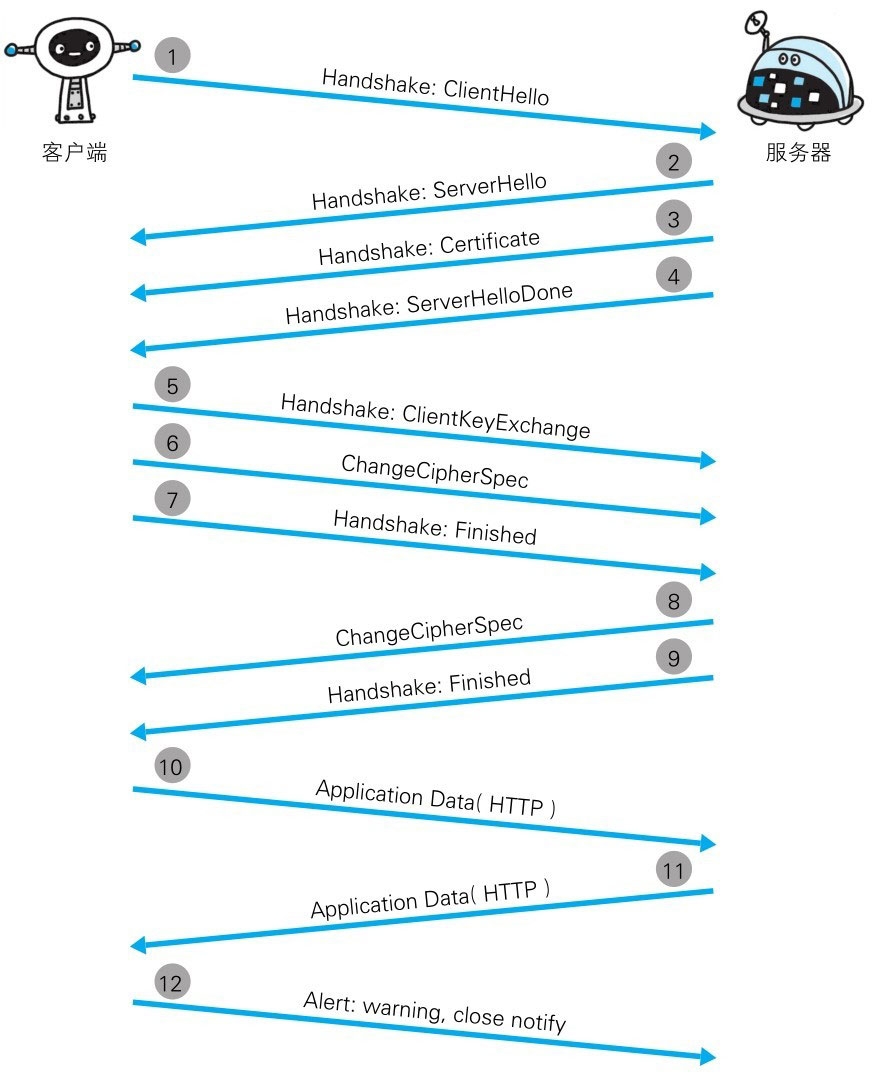 1
Handshake: ClientHello
客户端
服务器
2
Handshake: ServerHello
3
Handshake: Certificate
4
Handshake: ServerHelloDone
5
Handshake: ClientKeyExchange
6
ChangeCipherSpec
7
Handshake: Finished
8
ChangeCipherSpec
9
Handshake: Finished
10
Application Data( HTTP )
11
Application Data( HTTP )
12
Alert: warning, close notify